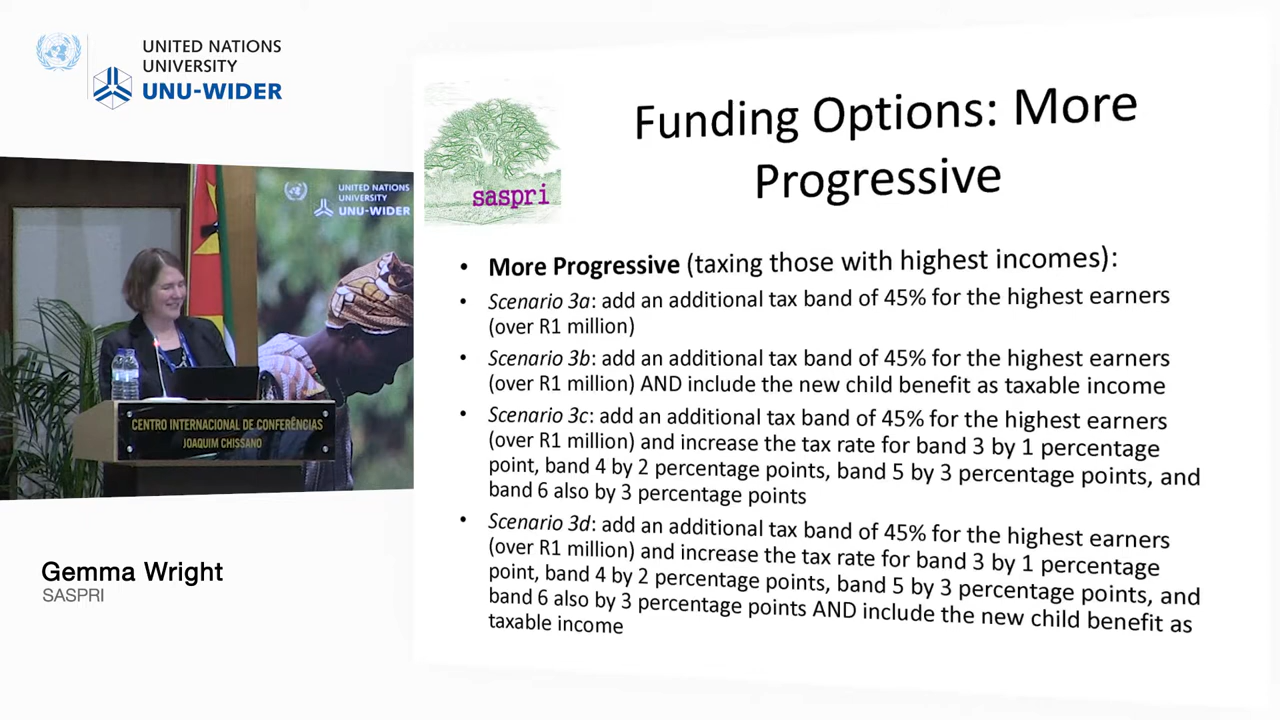 UNITED NATIONS
UNIVERSITY
UNU-WIDER
UNITED NATIONS
UNIVERSITY
UNU-WIDER
CENTRO INTERNACIONAL DE CONFERÊNCIAS
JOAQUIM CHISSANO
Gemma Wright
SASPRI
saspri
Funding Options: More
Progressive
• More Progressive (taxing those with highest incomes):
• Scenario 3a: add an additional tax band of 45% for the highest earners
(over R1 million)
• Scenario 3b: add an additional tax band of 45% for the highest earners
(over R1 million) AND include the new child benefit as taxable income
• Scenario 3c: add an additional tax band of 45% for the highest earners
(over R1 million) and increase the tax rate for band 3 by 1 percentage
point, band 4 by 2 percentage points, band 5 by 3 percentage points, and
band 6 also by 3 percentage points
• Scenario 3d: add an additional tax band of 45% for the highest earners
(over R1 million) and increase the tax rate for band 3 by 1 percentage
point, band 4 by 2 percentage points, band 5 by 3 percentage points, and
band 6 also by 3 percentage points AND include the new child benefit as
taxable income